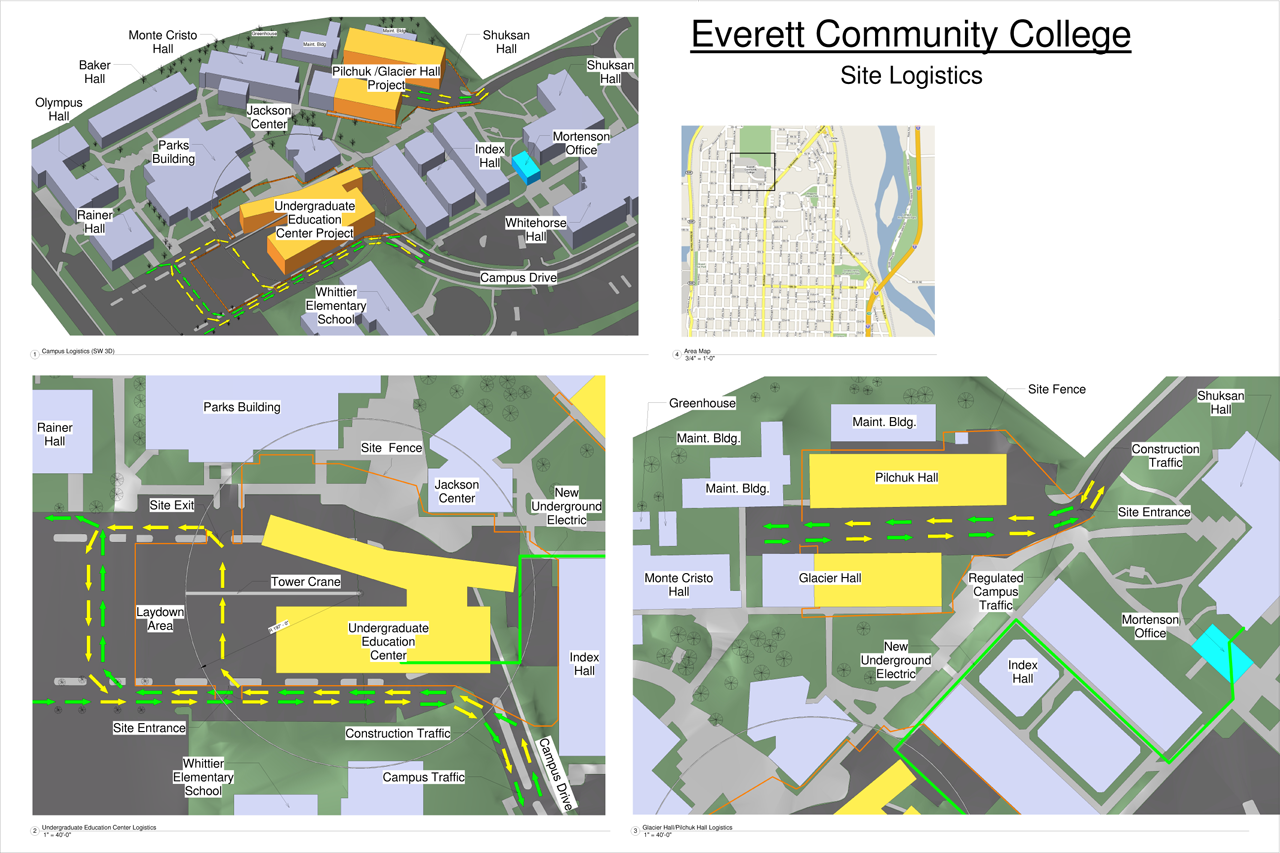 Everett Community College
Site Logistics
Monte Cristo
Hall
Greenhouse
Maint. Bldg
Maint. Bldg
Shuksan
Hall
Baker
Hall
Pilchuk /Glacier Hall
Project
Shuksan
Hall
Olympus
Hall
Jackson
Center
Parks
Building
Index
Hall
Mortenson
Office
Rainer
Hall
Undergraduate
Education
Center Project
Whitehorse
Hall
Campus Drive
Whittier
Elementary
School
1
Campus Logistics (SW 3D)
4
Area Map
3/4" = 1'-0"
Rainer
Hall
Parks Building
Site Fence
Jackson
Center
New
Underground
Electric
Site Exit
Tower Crane
Laydown
Area
Undergraduate
Education
Center
Index
Hall
Site Entrance
Construction Traffic
Whittier
Elementary
School
Campus Traffic
Campus Drive
2
Undergraduate Education Center Logistics
1" = 40'-0"
Site Fence
Greenhouse
Maint. Bldg.
Maint. Bldg.
Maint. Bldg.
Pilchuk Hall
Shuksan
Hall
Construction
Traffic
Site Entrance
Monte Cristo
Hall
Glacier Hall
Regulated
Campus
Traffic
Mortenson
Office
New
Underground
Electric
Index
Hall
3
Glacier Hall/Pilchuk Hall Logistics
1" = 40'-0"